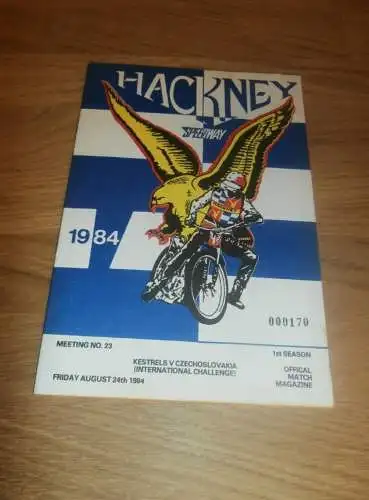 HACKNEY
SPEEDWAY
1984
000170
MEETING NO. 23
1st SEASON
KESTRELS V CZECHOSLOVAKIA
(INTERNATIONAL CHALLENGE)
OFFICAL
MATCH
MAGAZINE
FRIDAY AUGUST 24th 1984